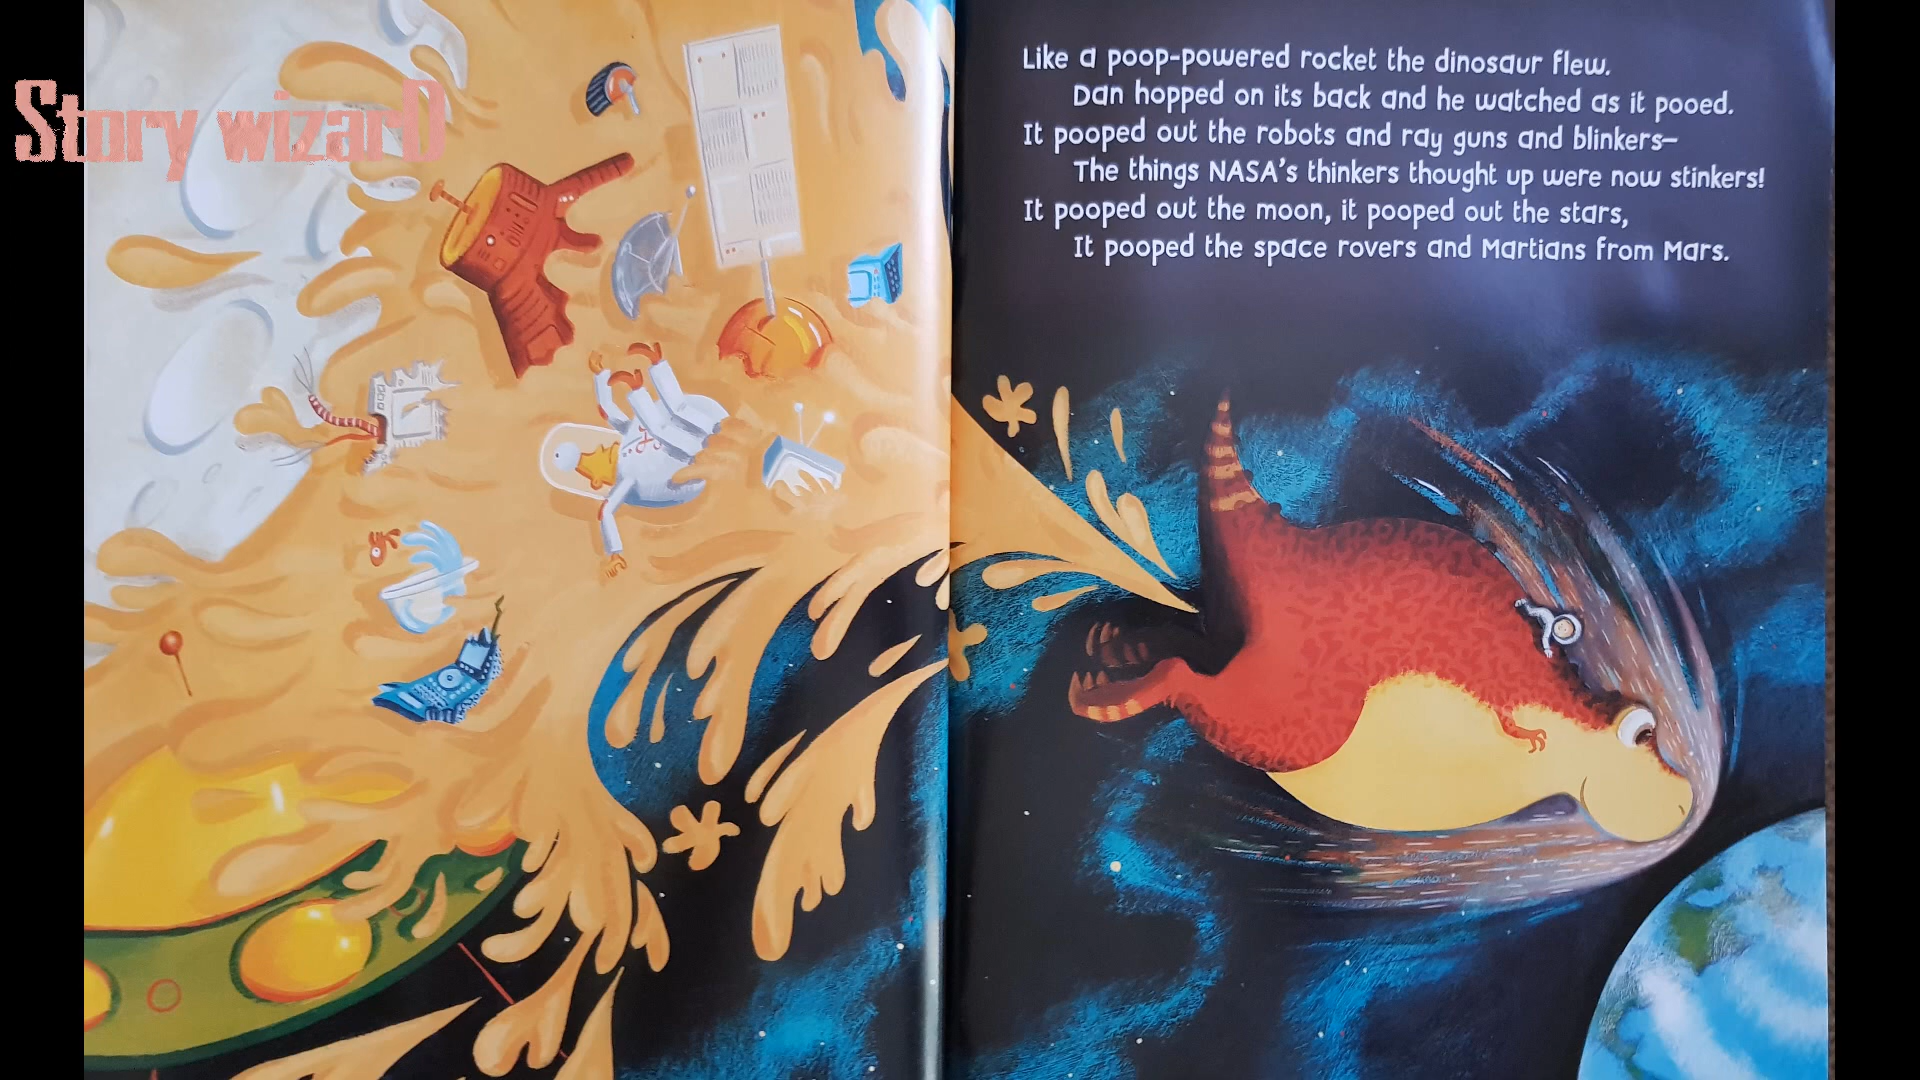 Story wizarD
Like a poop-powered rocket the dinosaur flew.
Dan hopped on its back and he watched as it pooed.
It pooped out the robots and ray guns and blinkers—
The things NASA's thinkers thought up were now stinkers!
It pooped out the moon, it pooped out the stars,
It pooped the space rovers and Martians from Mars.